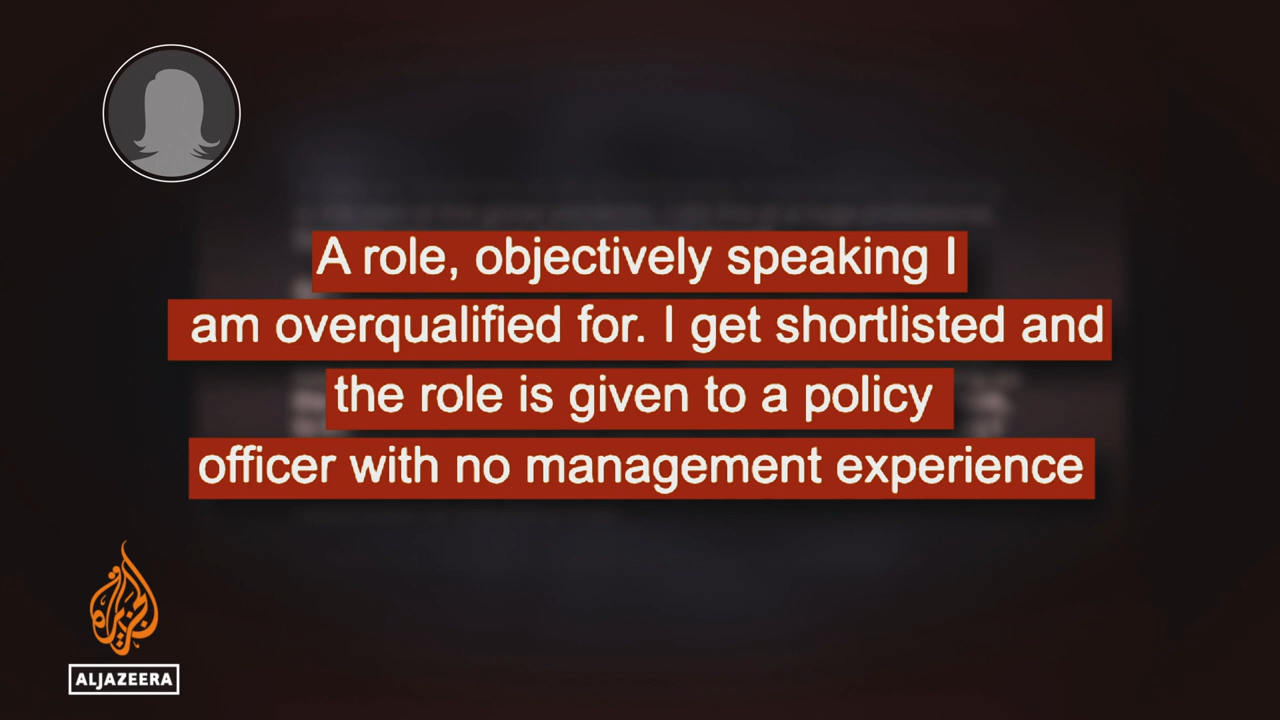 A role, objectively speaking I
am overqualified for. I get shortlisted and
the role is given to a policy
officer with no management experience
الجزيرة
ALJAZEERA